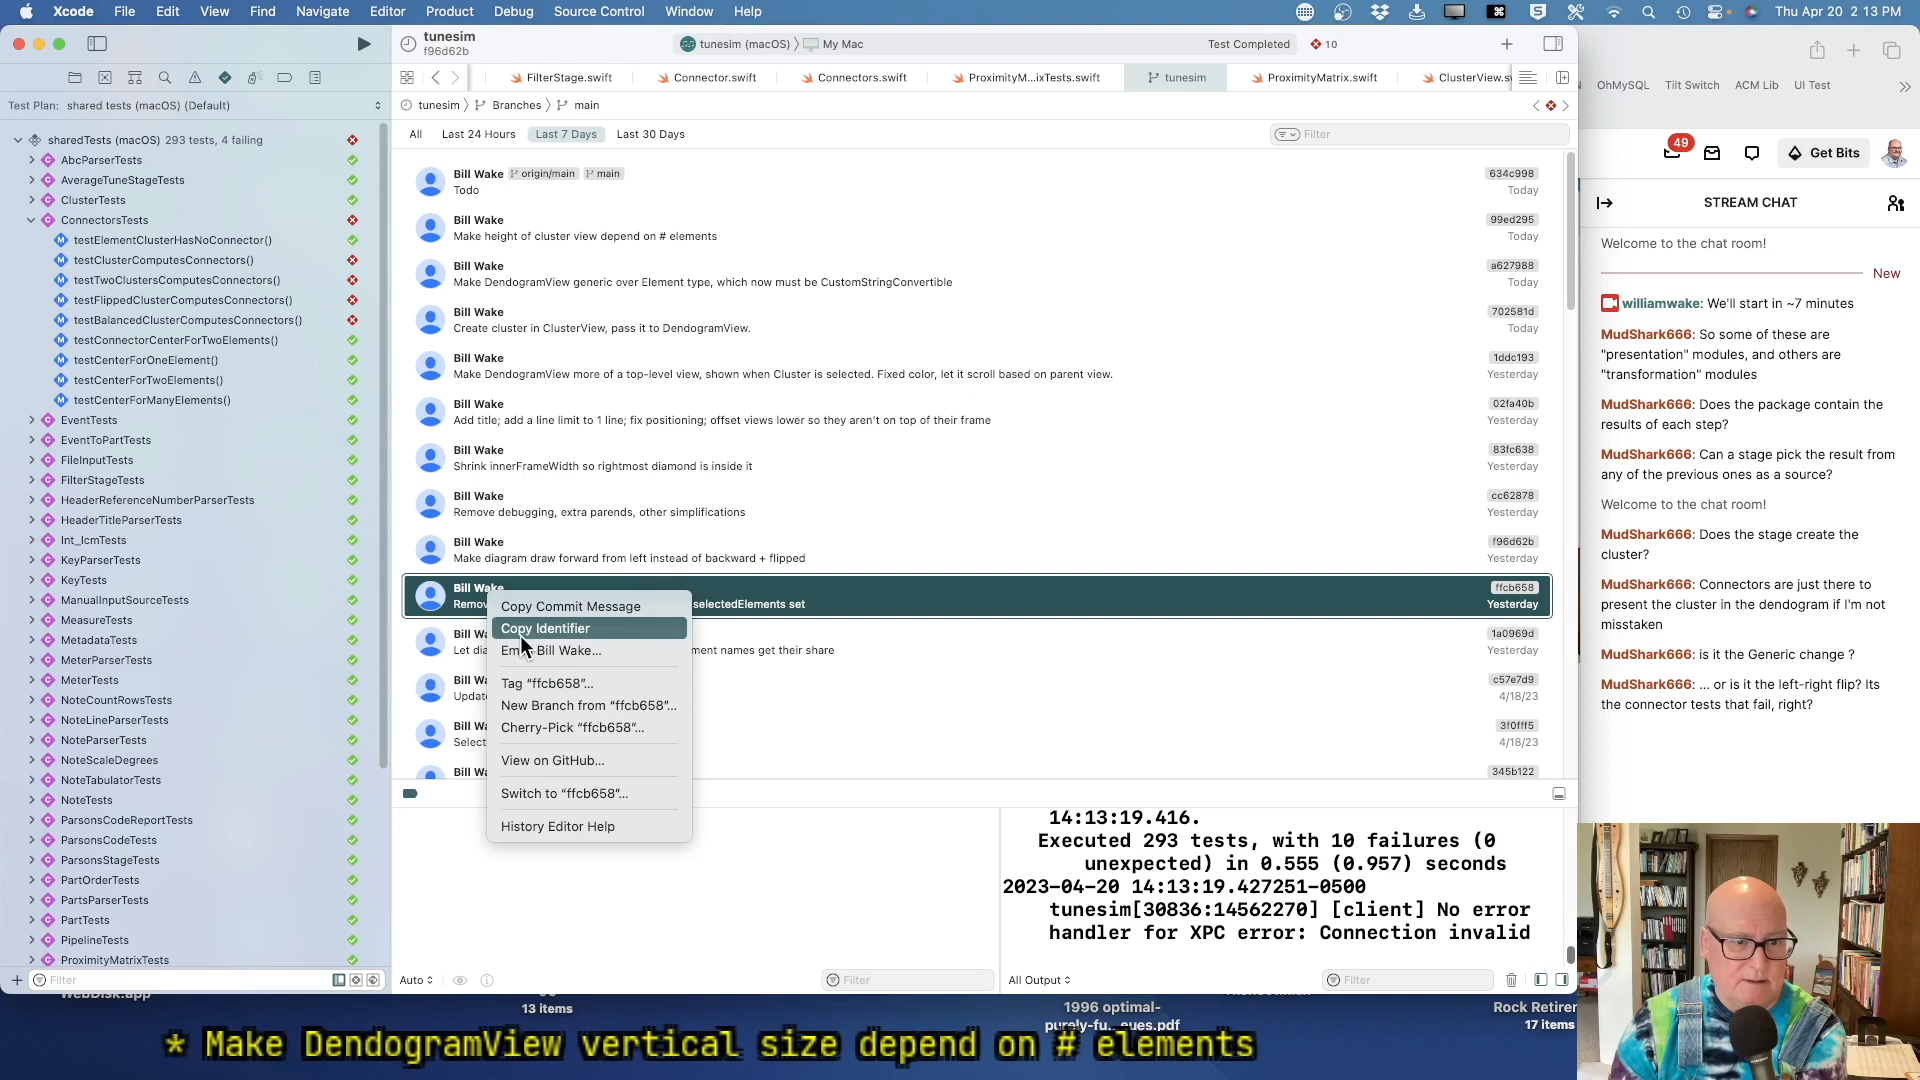 Xcode File Edit View Find Navigate Editor Product Debug Source Control Window Help
Thu Apr 20 2 13 PM
tunesim
f96d62b
tunesim (macOS) 〉 My Mac
Test Completed
10
FilterStage.swift
Connector.swift
Connectors.swift
ProximityM...ixTests.swift
tunesim
ProximityMatrix.swift
ClusterView.s
OhMySQL Tilt Switch ACM Lib UI Test
Test Plan: shared tests (macOS) (Default)
tunesim 〉 Branches 〉 main
All Last 24 Hours Last 7 Days Last 30 Days
Filter
sharedTests (macOS) 293 tests, 4 failing
AbcParserTests
AverageTuneStageTests
ClusterTests
ConnectorsTests
testElementClusterHasNoConnector()
testClusterComputesConnectors()
testTwoClustersComputesConnectors()
testFlippedClusterComputesConnectors()
testBalancedClusterComputesConnectors()
testConnectorCenterForTwoElements()
testCenterForOneElement()
testCenterForTwoElements()
testCenterForManyElements()
EventTests
EventToPartTests
FileInputTests
FilterStageTests
HeaderReferenceNumberParserTests
HeaderTitleParserTests
Int_lcmTests
KeyParserTests
KeyTests
ManualInputSourceTests
MeasureTests
MetadataTests
MeterParserTests
MeterTests
NoteCountRowsTests
NoteLineParserTests
NoteParserTests
NoteScaleDegrees
NoteTabulatorTests
NoteTests
ParsonsCodeReportTests
ParsonsCodeTests
ParsonsStageTests
PartOrderTests
PartsParserTests
PartTests
PipelineTests
ProximityMatrixTests
Filter
Bill Wake origin/main main 634c998
Todo Today
Bill Wake 99ed295
Make height of cluster view depend on # elements Today
Bill Wake a627988
Make DendogramView generic over Element type, which now must be CustomStringConvertible Today
Bill Wake 702581d
Create cluster in ClusterView, pass it to DendogramView. Today
Bill Wake 1ddc193
Make DendogramView more of a top-level view, shown when Cluster is selected. Fixed color, let it scroll based on parent view. Yesterday
Bill Wake 02fa40b
Add title; add a line limit to 1 line; fix positioning; offset views lower so they aren't on top of their frame Yesterday
Bill Wake 83fc638
Shrink innerFrameWidth so rightmost diamond is inside it Yesterday
Bill Wake cc62878
Remove debugging, extra parends, other simplifications Yesterday
Bill Wake f96d62b
Make diagram draw forward from left instead of backward + flipped Yesterday
Bill Wake ffcb658
Remov selectedElements set Yesterday
Bill Wa 1a0969d
Let dia ment names get their share Yesterday
Bill Wa c57e7d9
Update 4/18/23
Bill Wa 3f0fff5
Select 4/18/23
Bill Wa 345b122
Copy Commit Message
Copy Identifier
Em Bill Wake...
Tag "ffcb658"...
New Branch from "ffcb658"...
Cherry-Pick "ffcb658"...
View on GitHub...
Switch to "ffcb658"...
History Editor Help
14:13:19.416.
Executed 293 tests, with 10 failures (0
unexpected) in 0.555 (0.957) seconds
2023-04-20 14:13:19.427251-0500
tunesim[30836:14562270] [client] No error
handler for XPC error: Connection invalid
Auto
Filter
All Output
Filter
49
Get Bits
STREAM CHAT
Welcome to the chat room!
New
williamwake: We'll start in ~7 minutes
MudShark666: So some of these are
"presentation" modules, and others are
"transformation" modules
MudShark666: Does the package contain the
results of each step?
MudShark666: Can a stage pick the result from
any of the previous ones as a source?
Welcome to the chat room!
MudShark666: Does the stage create the
cluster?
MudShark666: Connectors are just there to
present the cluster in the dendogram if I'm not
misstaken
MudShark666: is it the Generic change ?
MudShark666: ... or is it the left-right flip? Its
the connector tests that fail, right?
WebDisk.app
13 items
1996 optimal-
purely-fu...eues.pdf
Rock Retirer
17 items
* Make DendogramView vertical size depend on # elements